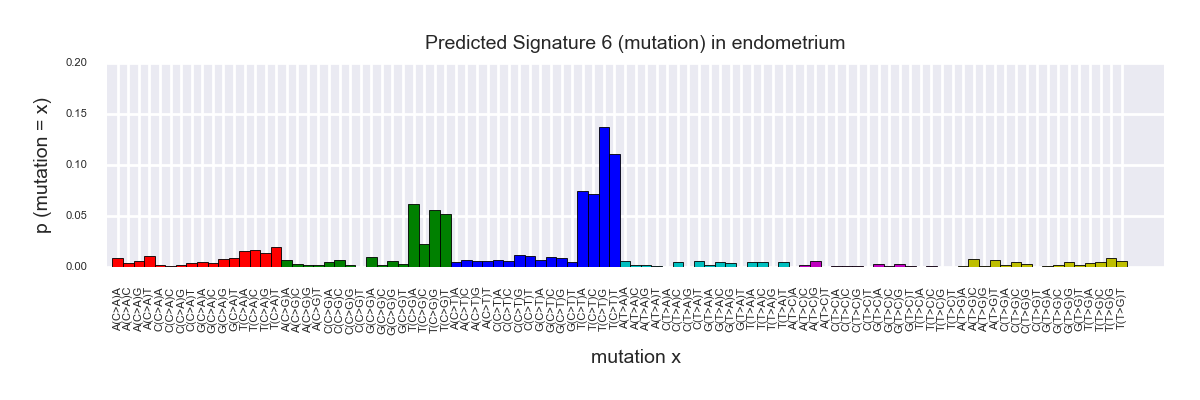 Predicted Signature 6 (mutation) in endometrium
p (mutation = x)
0.20
0.15
0.10
0.05
0.00
A(C>A)A
A(C>A)C
A(C>A)G
A(C>A)T
C(C>A)A
C(C>A)C
C(C>A)G
C(C>A)T
G(C>A)A
G(C>A)C
G(C>A)G
G(C>A)T
T(C>A)A
T(C>A)C
T(C>A)G
T(C>A)T
A(C>G)A
A(C>G)C
A(C>G)G
A(C>G)T
C(C>G)A
C(C>G)C
C(C>G)G
C(C>G)T
G(C>G)A
G(C>G)C
G(C>G)G
G(C>G)T
T(C>G)A
T(C>G)C
T(C>G)G
T(C>G)T
A(C>T)A
A(C>T)C
A(C>T)G
A(C>T)T
C(C>T)A
C(C>T)C
C(C>T)G
C(C>T)T
G(C>T)A
G(C>T)C
G(C>T)G
G(C>T)T
T(C>T)A
T(C>T)C
T(C>T)G
T(C>T)T
A(T>A)A
A(T>A)C
A(T>A)G
A(T>A)T
C(T>A)A
C(T>A)C
C(T>A)G
C(T>A)T
G(T>A)A
G(T>A)C
G(T>A)G
G(T>A)T
T(T>A)A
T(T>A)C
T(T>A)G
T(T>A)T
A(T>C)A
A(T>C)C
A(T>C)G
A(T>C)T
C(T>C)A
C(T>C)C
C(T>C)G
C(T>C)T
G(T>C)A
G(T>C)C
G(T>C)G
G(T>C)T
T(T>C)A
T(T>C)C
T(T>C)G
T(T>C)T
A(T>G)A
A(T>G)C
A(T>G)G
A(T>G)T
C(T>G)A
C(T>G)C
C(T>G)G
C(T>G)T
G(T>G)A
G(T>G)C
G(T>G)G
G(T>G)T
T(T>G)A
T(T>G)C
T(T>G)G
T(T>G)T
mutation x